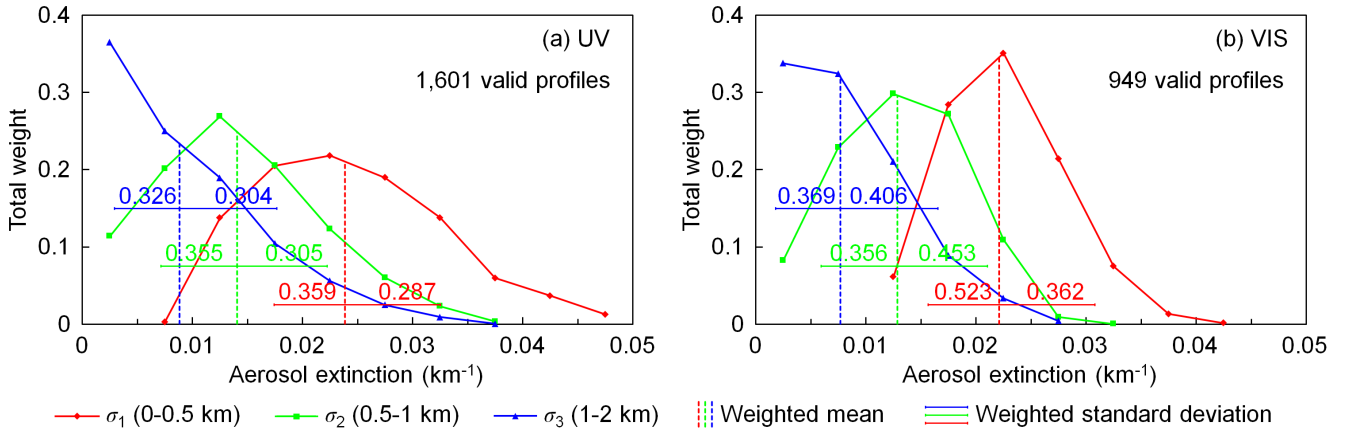 0.4
0.3
0.2
0.1
0
Total weight
(a) UV
1,601 valid profiles
0.326 0.304
0.355 0.305
0.359 0.287
0 0.01 0.02 0.03 0.04 0.05
Aerosol extinction (km⁻¹)
0.4
0.3
0.2
0.1
0
Total weight
(b) VIS
949 valid profiles
0.369 0.406
0.356 0.453
0.523 0.362
0 0.01 0.02 0.03 0.04 0.05
Aerosol extinction (km⁻¹)
σ₁ (0-0.5 km) σ₂ (0.5-1 km) σ₃ (1-2 km) Weighted mean Weighted standard deviation